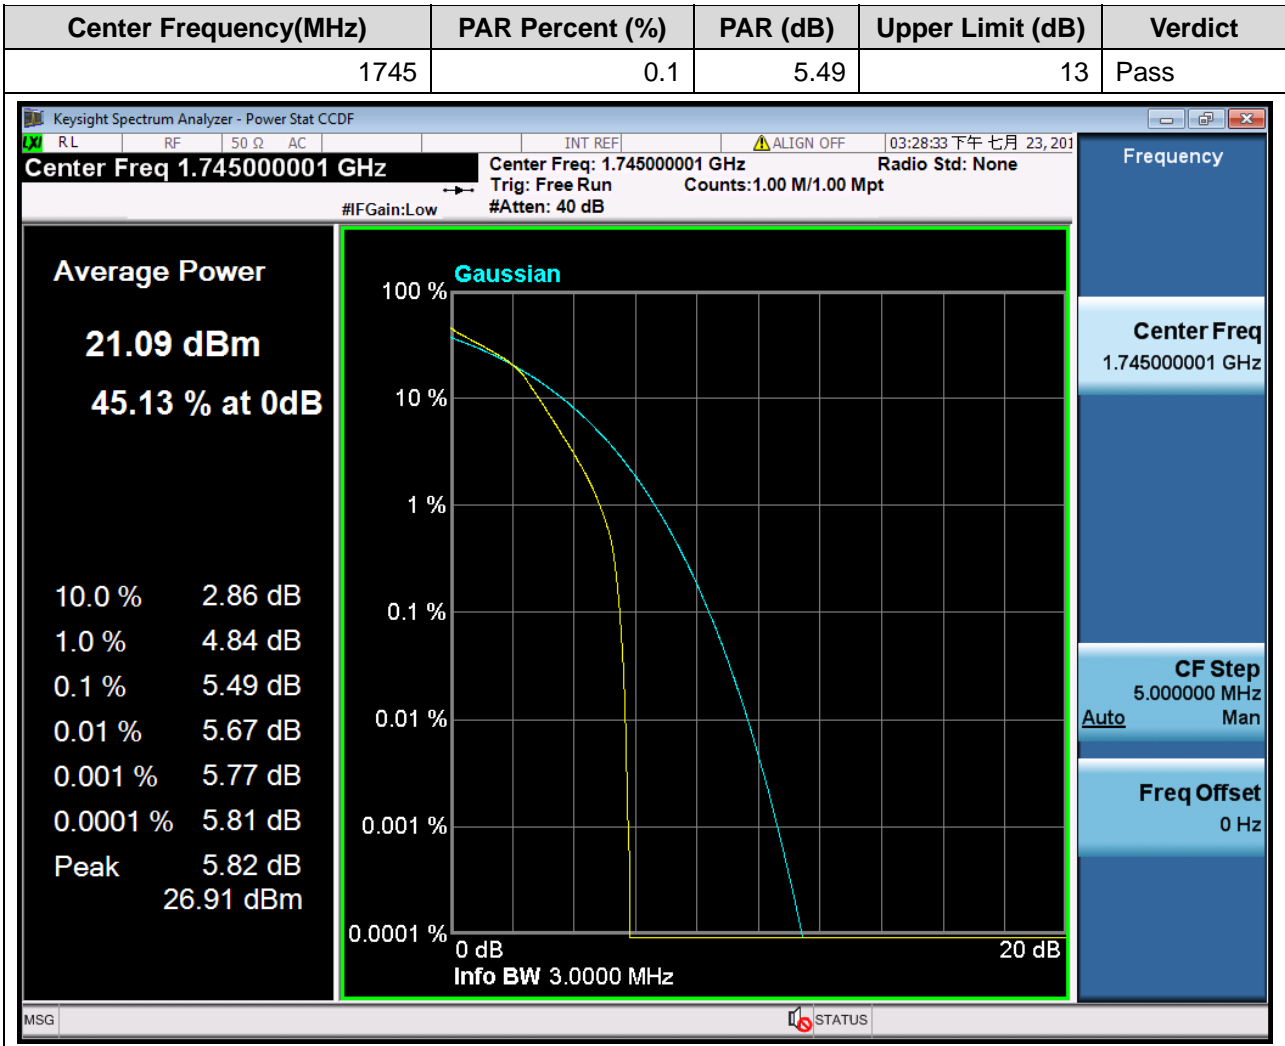 Center Frequency(MHz) PAR Percent (%) PAR (dB) Upper Limit (dB) Verdict
1745 0.1 5.49 13 Pass
Keysight Spectrum Analyzer - Power Stat CCDF
LXI RL RF 50 Ω AC INT REF ALIGN OFF 03:28:33 下午 七月 23, 201
Center Freq 1.745000001 GHz
Center Freq: 1.745000001 GHz Radio Std: None
Trig: Free Run Counts:1.00 M/1.00 Mpt
#IFGain:Low #Atten: 40 dB
Average Power
21.09 dBm
45.13 % at 0dB
10.0 % 2.86 dB
1.0 % 4.84 dB
0.1 % 5.49 dB
0.01 % 5.67 dB
0.001 % 5.77 dB
0.0001 % 5.81 dB
Peak 5.82 dB
26.91 dBm
Gaussian
100 %
10 %
1 %
0.1 %
0.01 %
0.001 %
0.0001 %
0 dB 20 dB
Info BW 3.0000 MHz
Frequency
Center Freq
1.745000001 GHz
CF Step
5.000000 MHz
Auto Man
Freq Offset
0 Hz
MSG STATUS